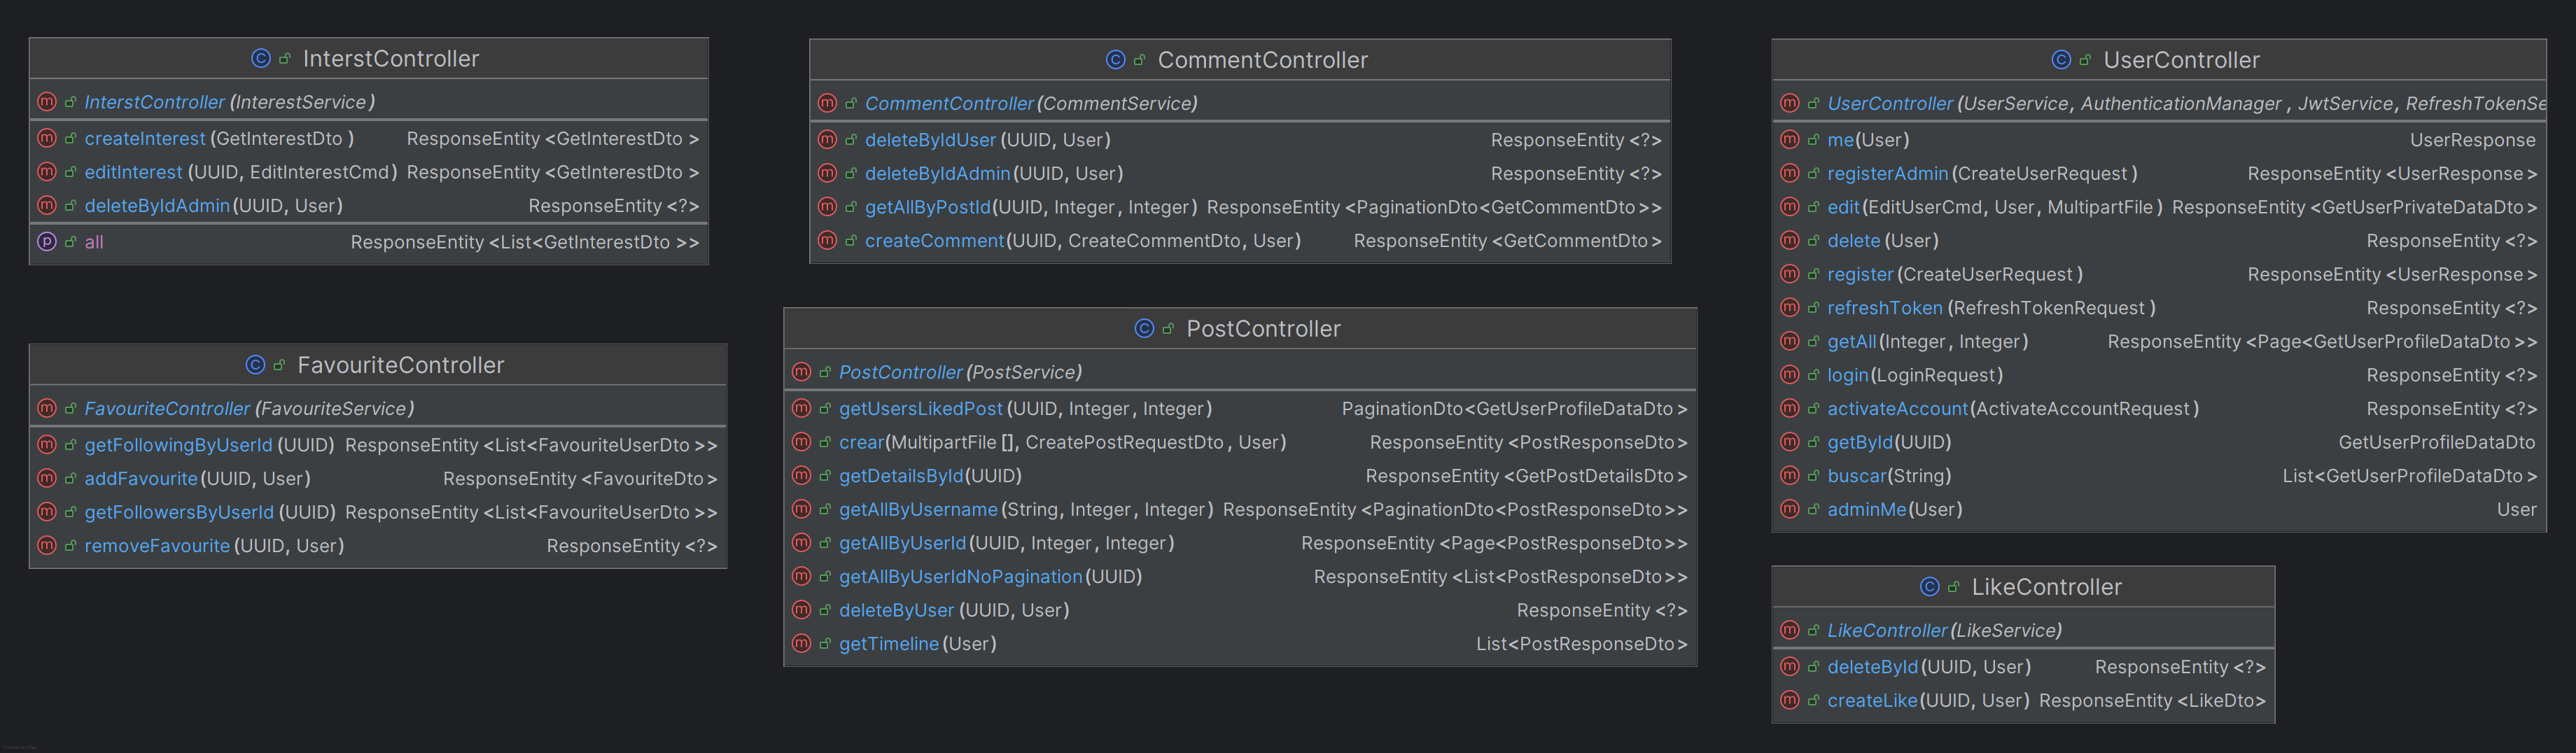 InterstController
InterstController(InterestService)
createInterest(GetInterestDto) ResponseEntity<GetInterestDto>
editInterest(UUID, EditInterestCmd) ResponseEntity<GetInterestDto>
deleteByIdAdmin(UUID, User) ResponseEntity<?>
all ResponseEntity<List<GetInterestDto>>
FavouriteController
FavouriteController(FavouriteService)
getFollowingByUserId(UUID) ResponseEntity<List<FavouriteUserDto>>
addFavourite(UUID, User) ResponseEntity<FavouriteDto>
getFollowersByUserId(UUID) ResponseEntity<List<FavouriteUserDto>>
removeFavourite(UUID, User) ResponseEntity<?>
CommentController
CommentController(CommentService)
deleteByIdUser(UUID, User) ResponseEntity<?>
deleteByIdAdmin(UUID, User) ResponseEntity<?>
getAllByPostId(UUID, Integer, Integer) ResponseEntity<PaginationDto<GetCommentDto>>
createComment(UUID, CreateCommentDto, User) ResponseEntity<GetCommentDto>
PostController
PostController(PostService)
getUsersLikedPost(UUID, Integer, Integer) PaginationDto<GetUserProfileDataDto>
crear(MultipartFile[], CreatePostRequestDto, User) ResponseEntity<PostResponseDto>
getDetailsById(UUID) ResponseEntity<GetPostDetailsDto>
getAllByUsername(String, Integer, Integer) ResponseEntity<PaginationDto<PostResponseDto>>
getAllByUserId(UUID, Integer, Integer) ResponseEntity<Page<PostResponseDto>>
getAllByUserIdNoPagination(UUID) ResponseEntity<List<PostResponseDto>>
deleteByUser(UUID, User) ResponseEntity<?>
getTimeline(User) List<PostResponseDto>
UserController
UserController(UserService, AuthenticationManager, JwtService, RefreshTokenSe
me(User) UserResponse
registerAdmin(CreateUserRequest) ResponseEntity<UserResponse>
edit(EditUserCmd, User, MultipartFile) ResponseEntity<GetUserPrivateDataDto>
delete(User) ResponseEntity<?>
register(CreateUserRequest) ResponseEntity<UserResponse>
refreshToken(RefreshTokenRequest) ResponseEntity<?>
getAll(Integer, Integer) ResponseEntity<Page<GetUserProfileDataDto>>
login(LoginRequest) ResponseEntity<?>
activateAccount(ActivateAccountRequest) ResponseEntity<?>
getById(UUID) GetUserProfileDataDto
buscar(String) List<GetUserProfileDataDto>
adminMe(User) User
LikeController
LikeController(LikeService)
deleteById(UUID, User) ResponseEntity<?>
createLike(UUID, User) ResponseEntity<LikeDto>